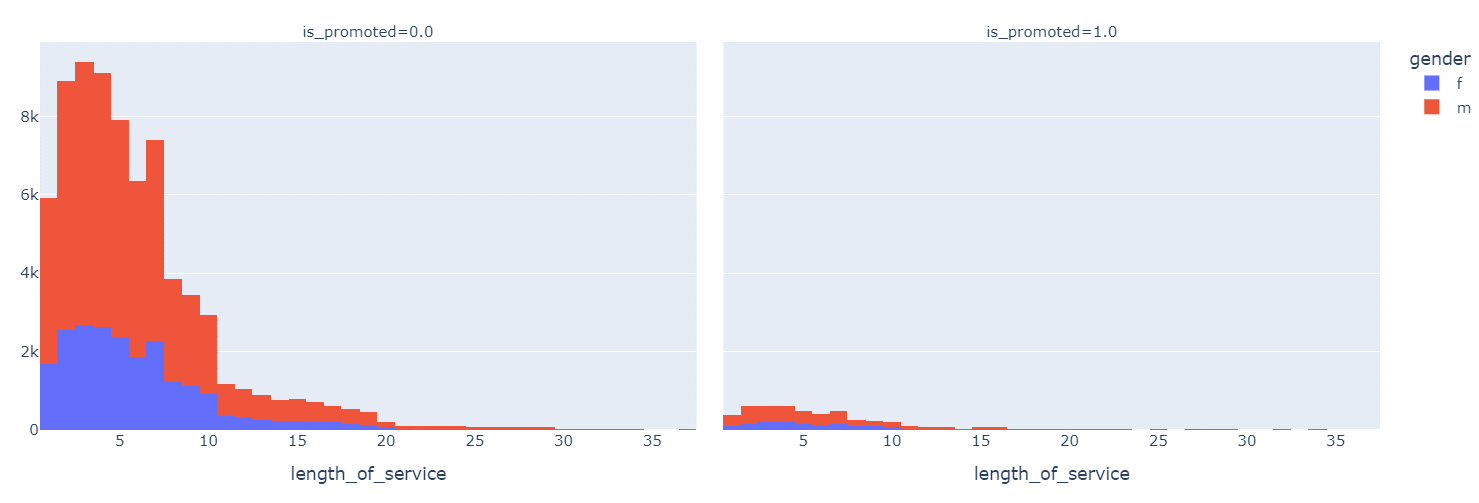 is_promoted=0.0
is_promoted=1.0
gender
f
m
8k
6k
4k
2k
0
5 10 15 20 25 30 35
5 10 15 20 25 30 35
length_of_service
length_of_service